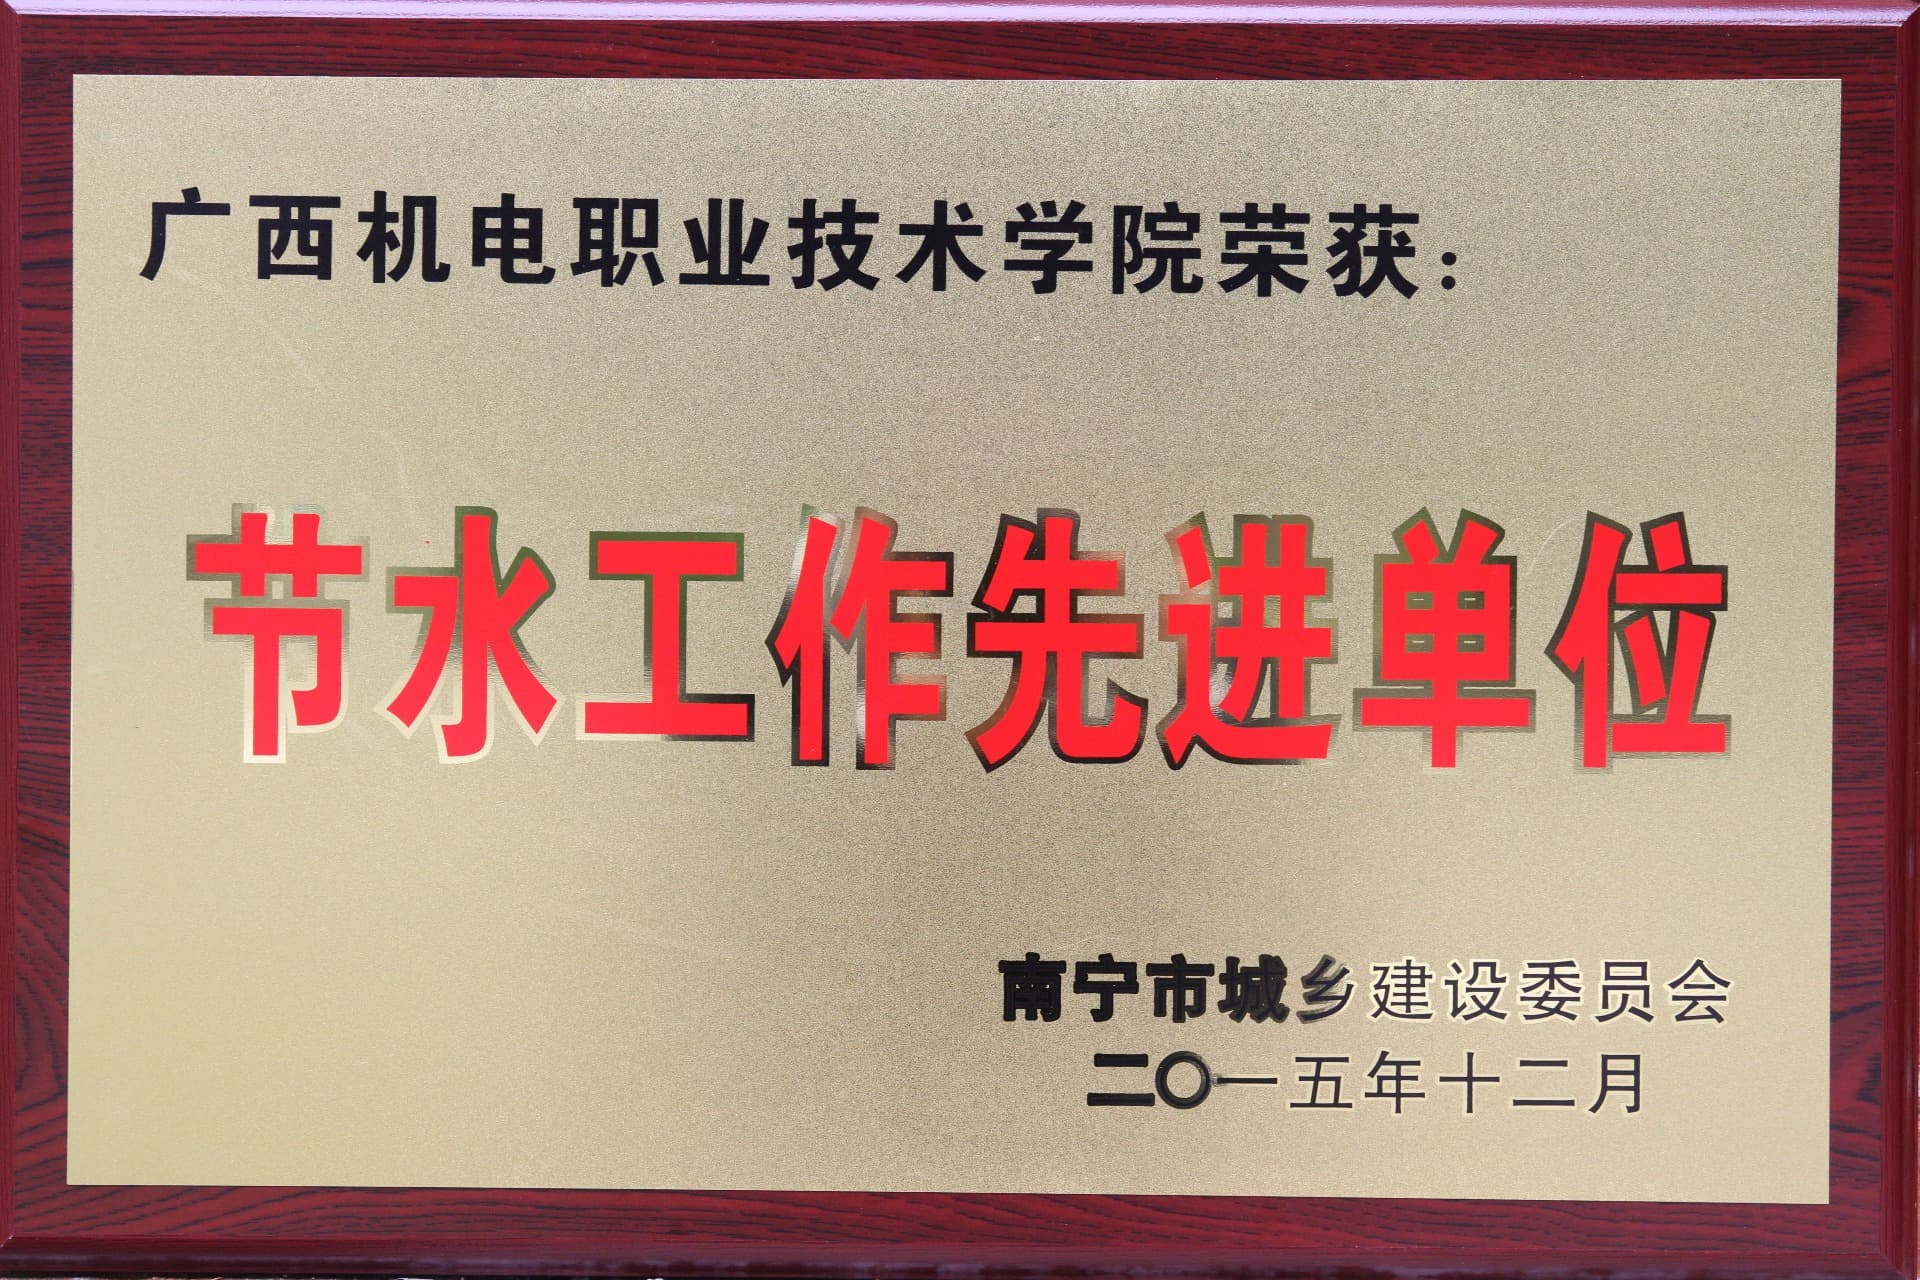 广西机电职业技术学院荣获：
节水工作先进单位
南宁市城乡建设委员会
二〇一五年十二月